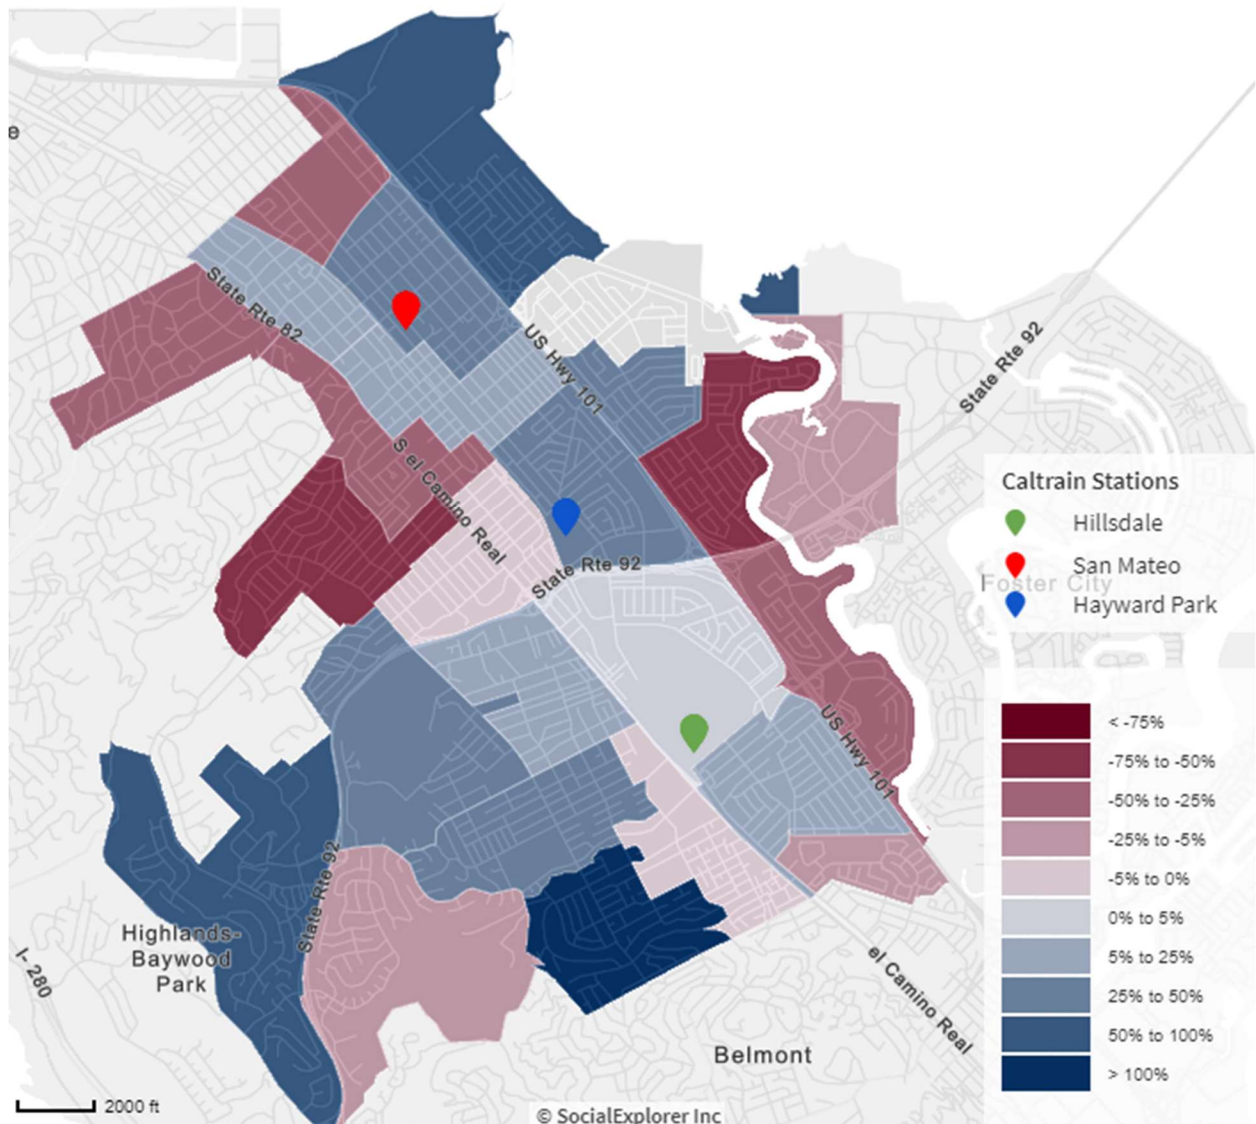 e
State Rte 82
US Hwy 101
State Rte 92
S el Camino Real
State Rte 92
Foster City
Caltrain Stations
Hillsdale
San Mateo
Hayward Park
US Hwy 101
State Rte 92
Highlands-
Baywood
Park
I- 280
el Camino Real
Belmont
< -75%
-75% to -50%
-50% to -25%
-25% to -5%
-5% to 0%
0% to 5%
5% to 25%
25% to 50%
50% to 100%
> 100%
2000 ft
© SocialExplorer Inc